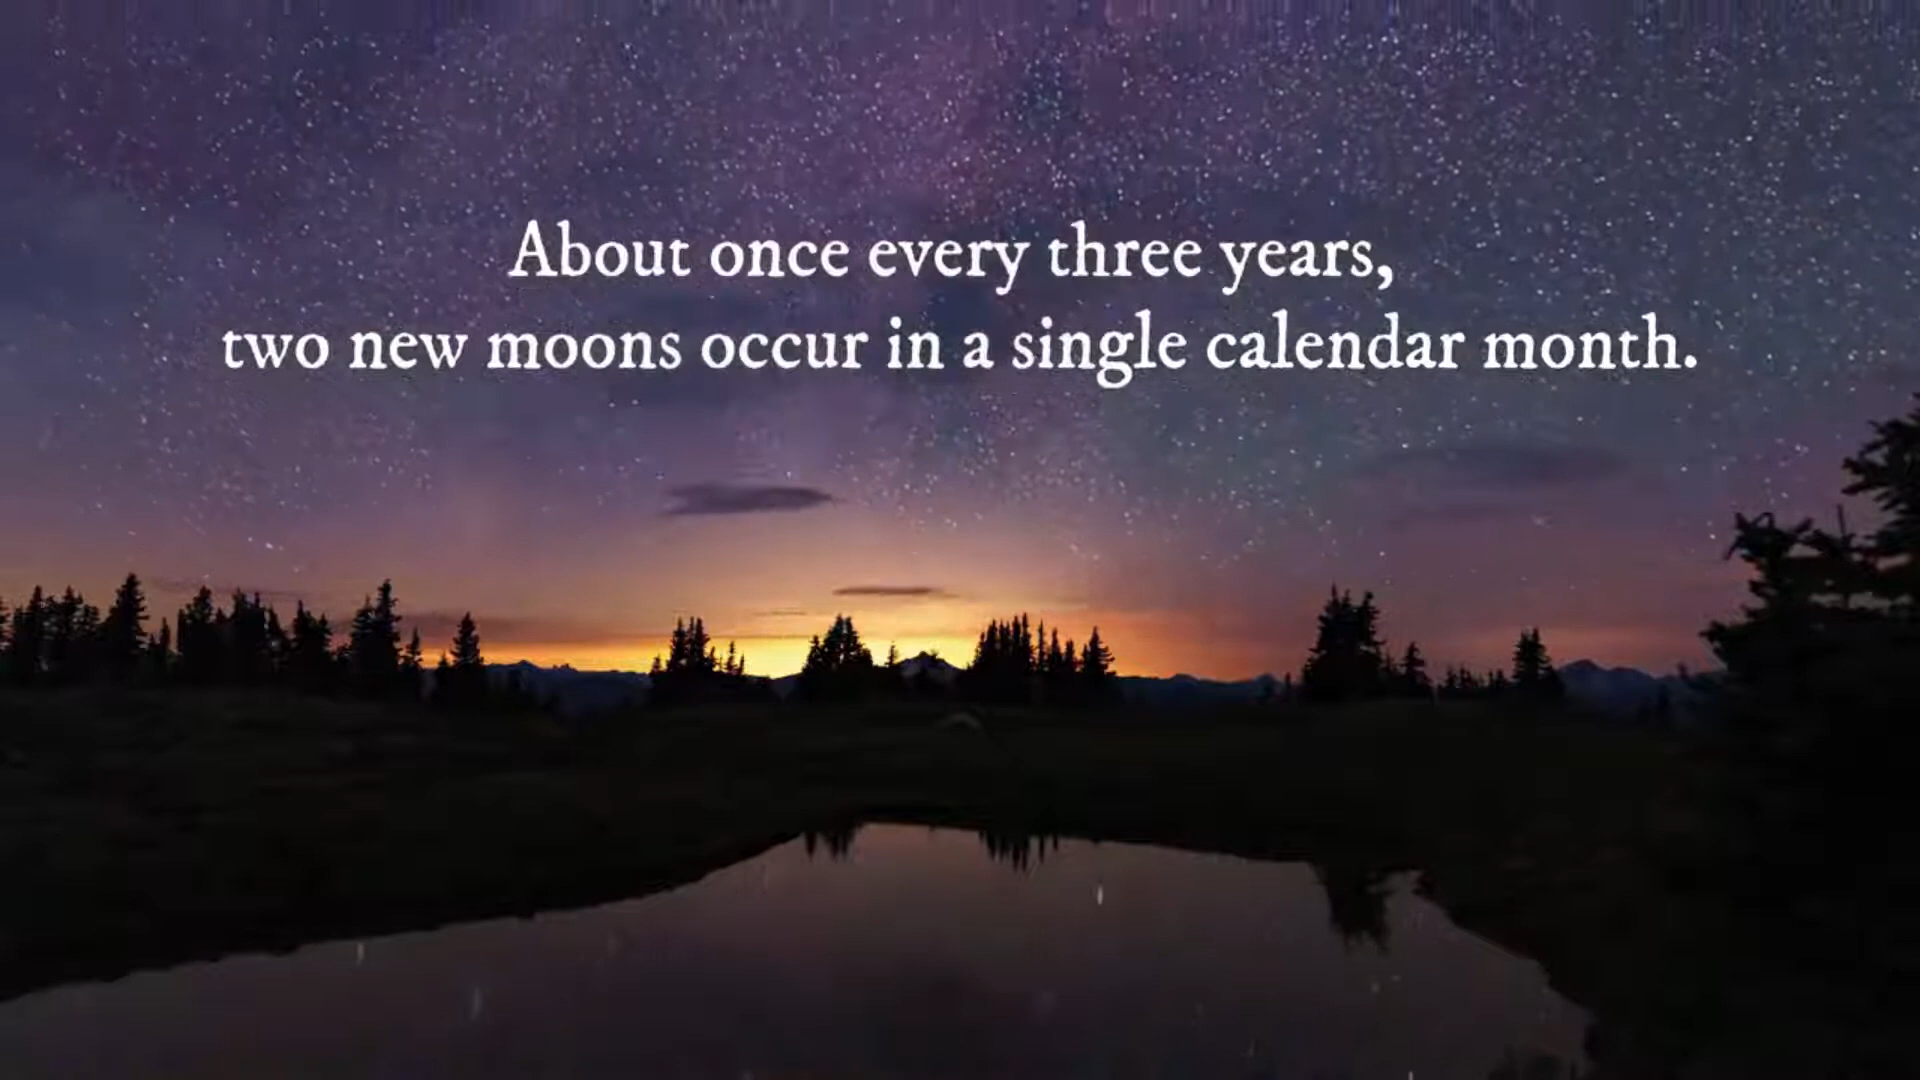 About once every three years,
two new moons occur in a single calendar month.